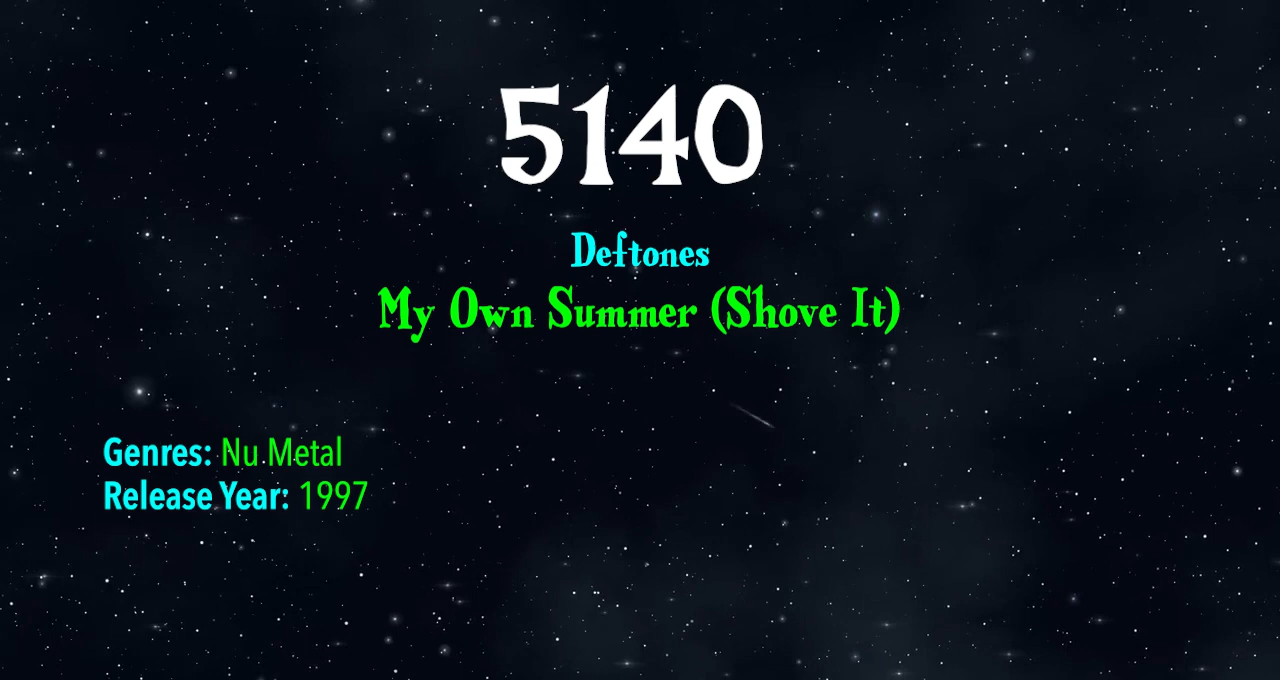 5140
Deftones
My Own Summer (Shove It)
Genres: Nu Metal
Release Year: 1997